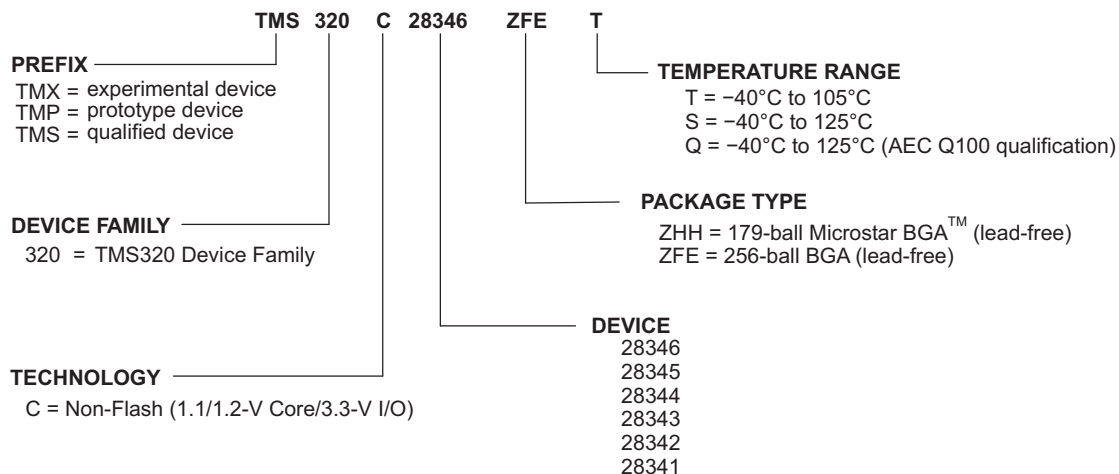 TMS 320 C 28346 ZFE T
PREFIX
TMX = experimental device
TMP = prototype device
TMS = qualified device
TEMPERATURE RANGE
T = −40°C to 105°C
S = −40°C to 125°C
Q = −40°C to 125°C (AEC Q100 qualification)
DEVICE FAMILY
320 = TMS320 Device Family
PACKAGE TYPE
ZHH = 179-ball Microstar BGA™ (lead-free)
ZFE = 256-ball BGA (lead-free)
TECHNOLOGY
C = Non-Flash (1.1/1.2-V Core/3.3-V I/O)
DEVICE
28346
28345
28344
28343
28342
28341